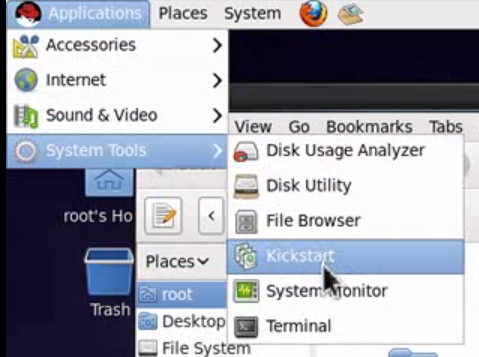 Applications Places System
Accessories
Internet
Sound & Video
System Tools
View Go Bookmarks Tabs
Disk Usage Analyzer
Disk Utility
File Browser
Kickstart
System Monitor
Terminal
root's Ho
Trash
Places
root
Desktop
File System